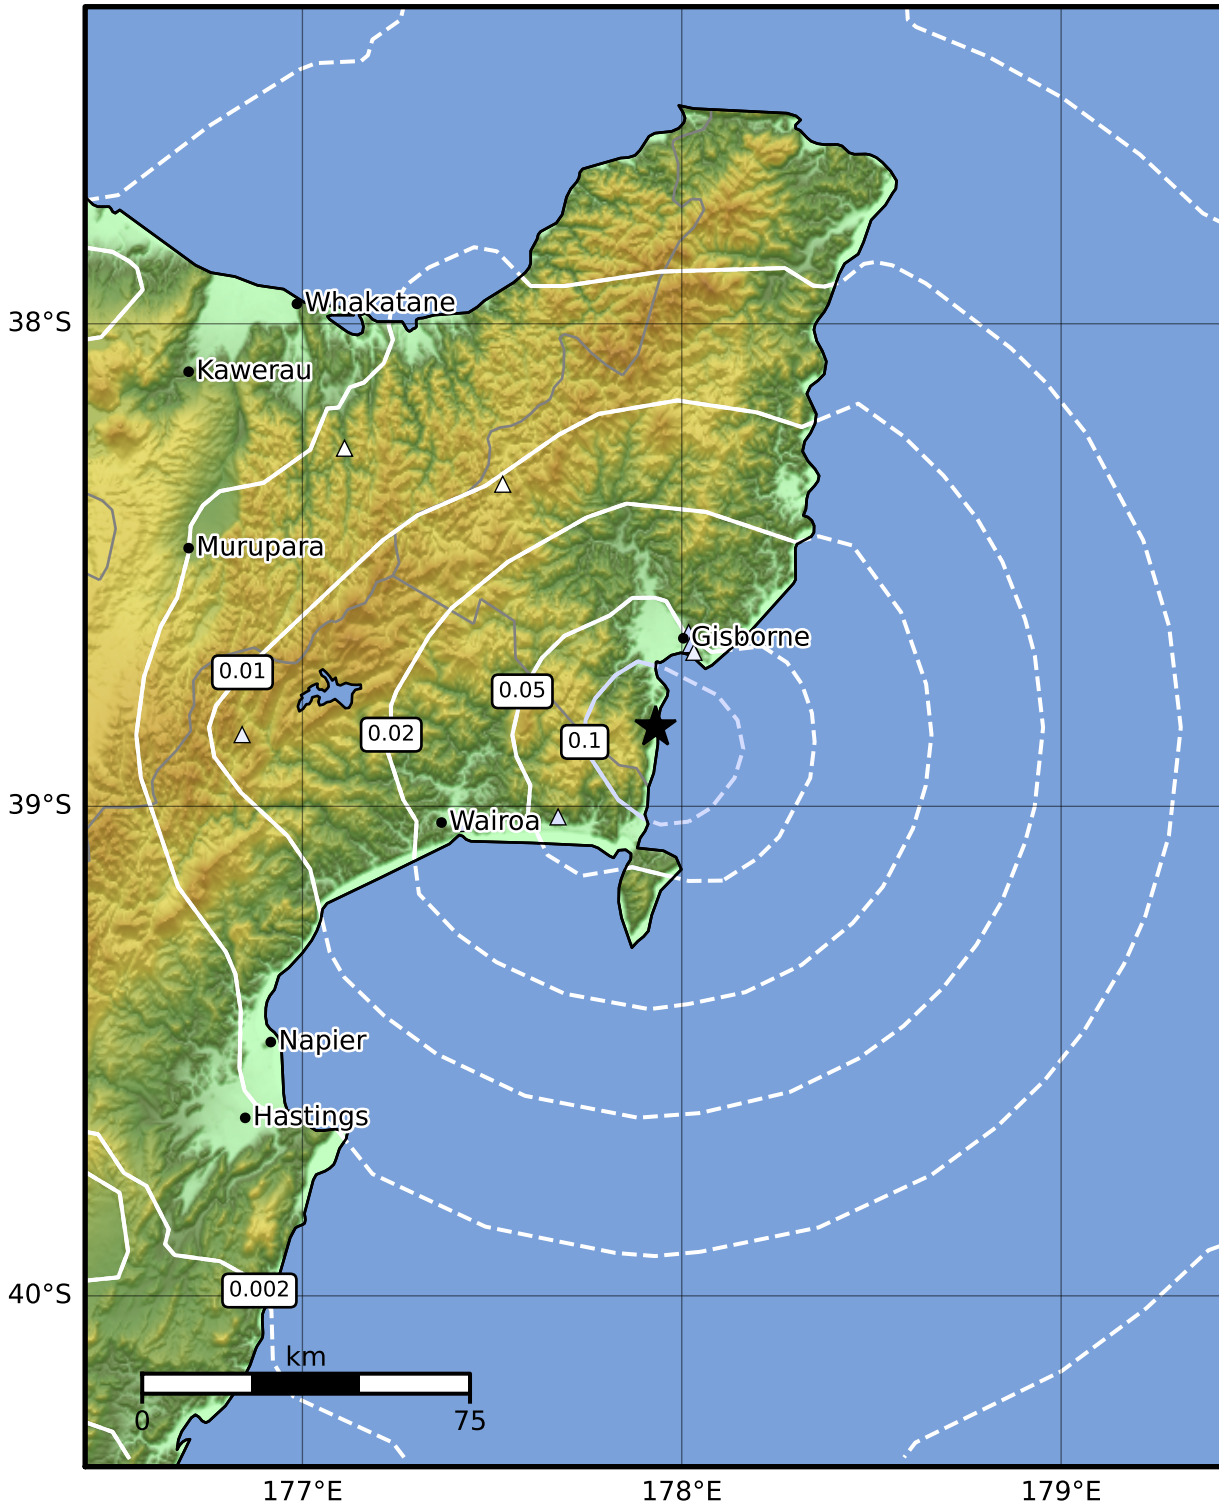 Whakatane
38°S
Kawerau
Murupara
Gisborne
0.01
0.05
0.02
0.1
Wairoa
39°S
Napier
Hastings
0.002
40°S
km
0
75
177°E
178°E
179°E